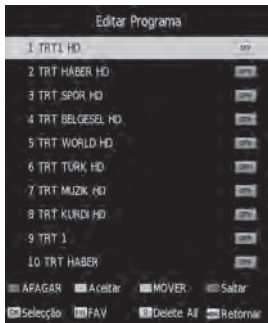 Editar Programa
1 TRT1 HD
2 TRT HABER HD
3 TRT SPOR HD
4 TRT BELGESEL HD
5 TRT WORLD HD
6 TRT TURK HD
7 TRT MUZIK HD
8 TRT KURDI HD
9 TRT 1
10 TRT HABER
APAGAR Aceitar MOVER Saltar
Selecção FAV Delete All Retornar